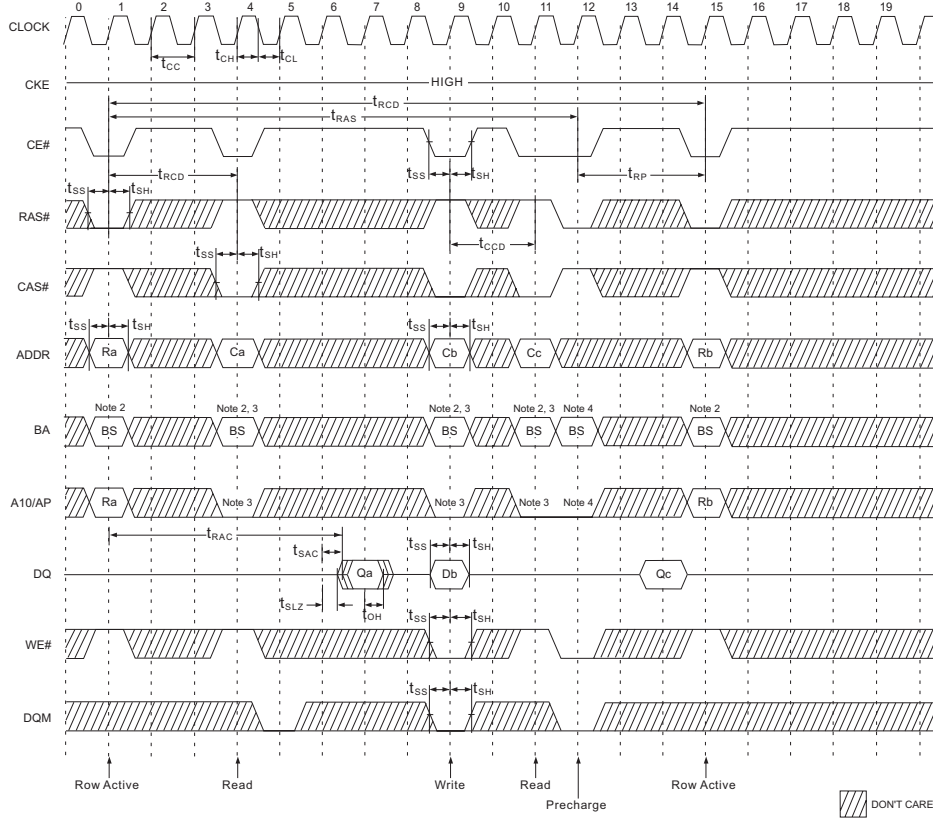 0 1 2 3 4 5 6 7 8 9 10 11 12 13 14 15 16 17 18 19
CLOCK
tCC tCH tCL
CKE HIGH
tRCD
tRAS
CE#
tRCD tSS tSH tRP
tSS tSH
RAS#
tCCD
tSS tSH
CAS#
tSS tSH tSS tSH
ADDR Ra Ca Cb Cc Rb
Note 2 Note 2, 3 Note 2, 3 Note 2, 3 Note 4 Note 2
BA BS BS BS BS BS BS
A10/AP Ra Note 3 Note 3 Note 3 Note 4 Rb
tRAC
tSAC tSS tSH
DQ Qa Db Qc
tSLZ tOH tSS tSH
WE#
tSS tSH
DQM
Row Active Read Write Read Row Active
Precharge
DON'T CARE